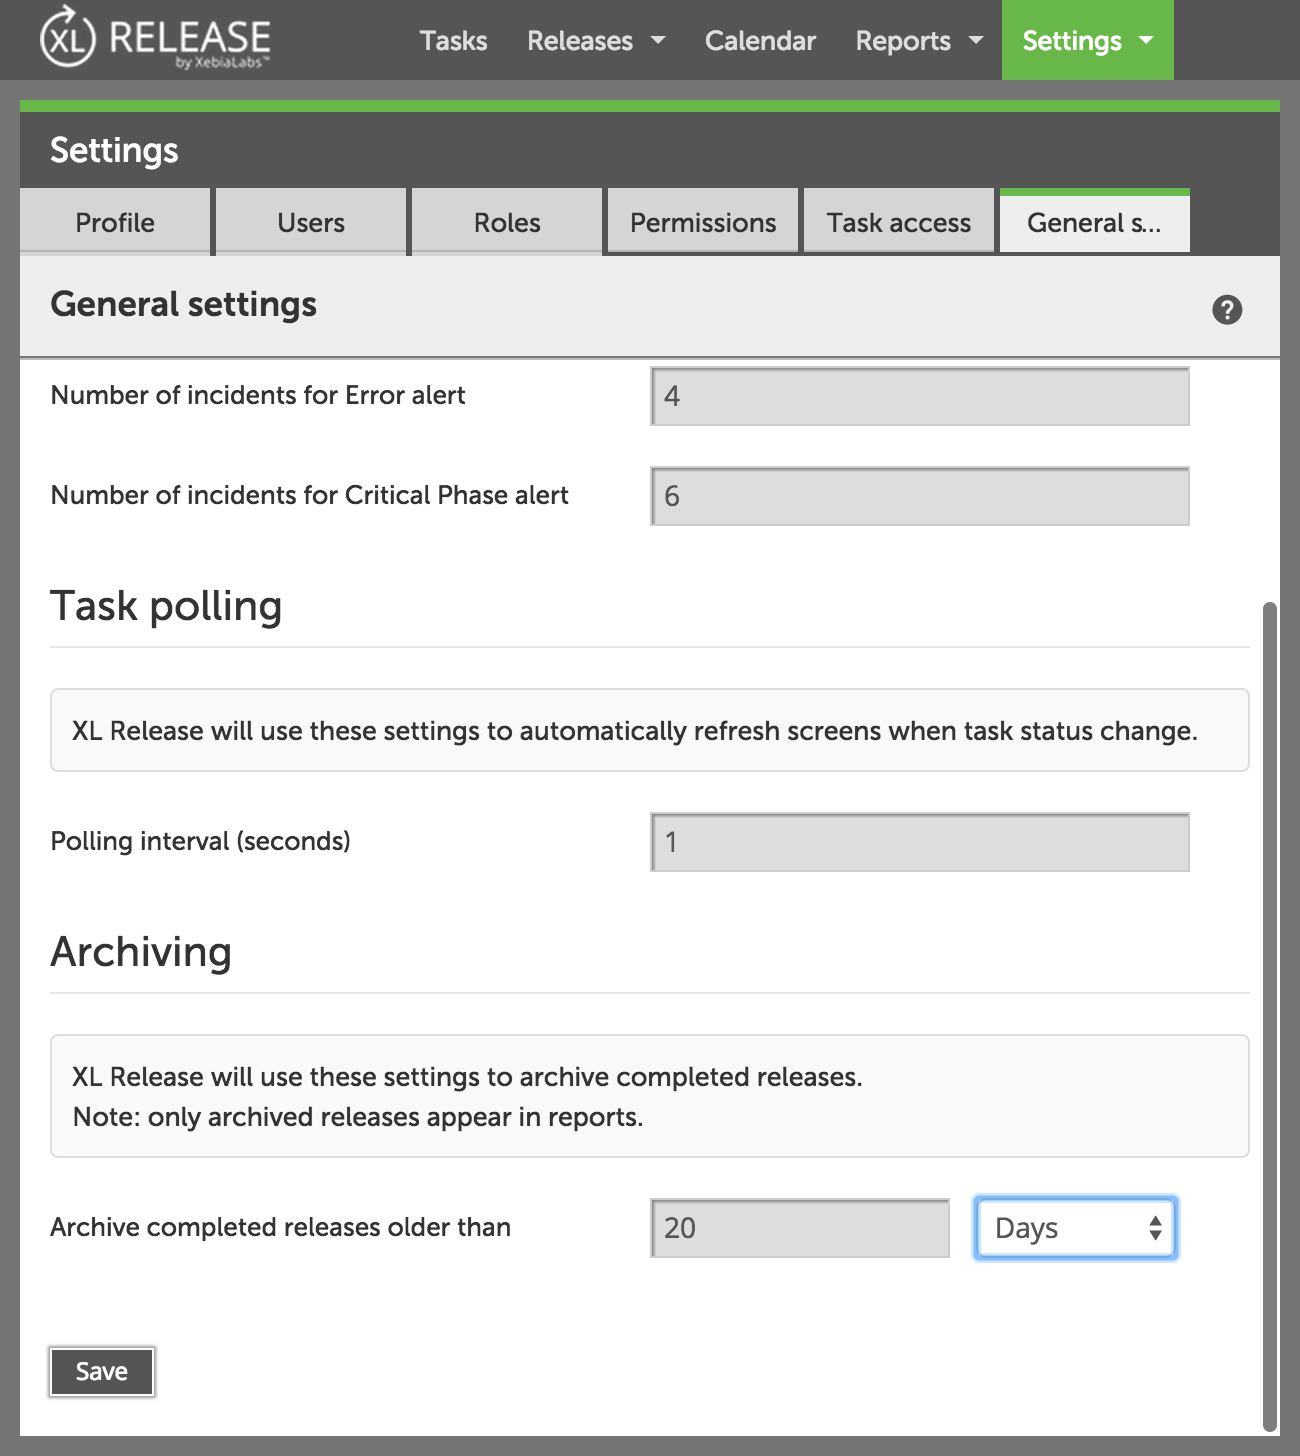 XL RELEASE
by XebiaLabs™
Tasks Releases Calendar Reports Settings
Settings
Profile Users Roles Permissions Task access General s...
General settings ?
Number of incidents for Error alert 4
Number of incidents for Critical Phase alert 6
Task polling
XL Release will use these settings to automatically refresh screens when task status change.
Polling interval (seconds) 1
Archiving
XL Release will use these settings to archive completed releases.
Note: only archived releases appear in reports.
Archive completed releases older than 20 Days
Save